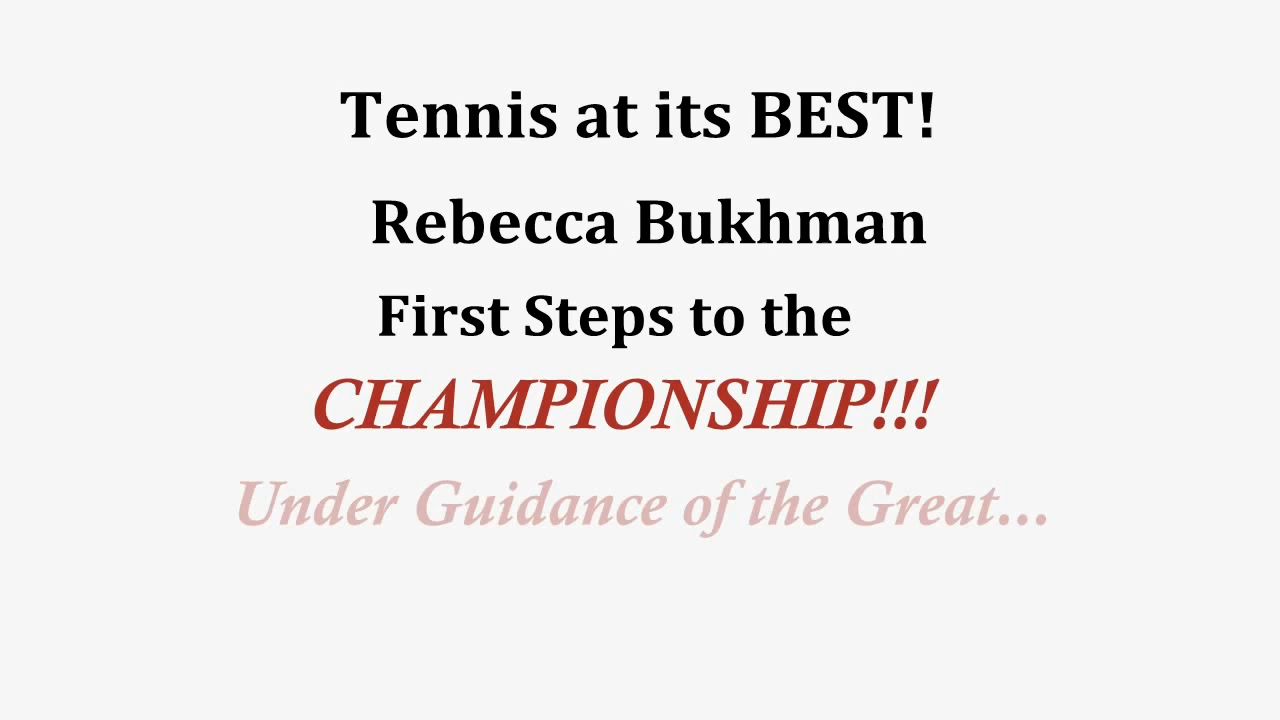 Tennis at its BEST!
Rebecca Bukhman
First Steps to the
CHAMPIONSHIP!!!
Under Guidance of the Great...